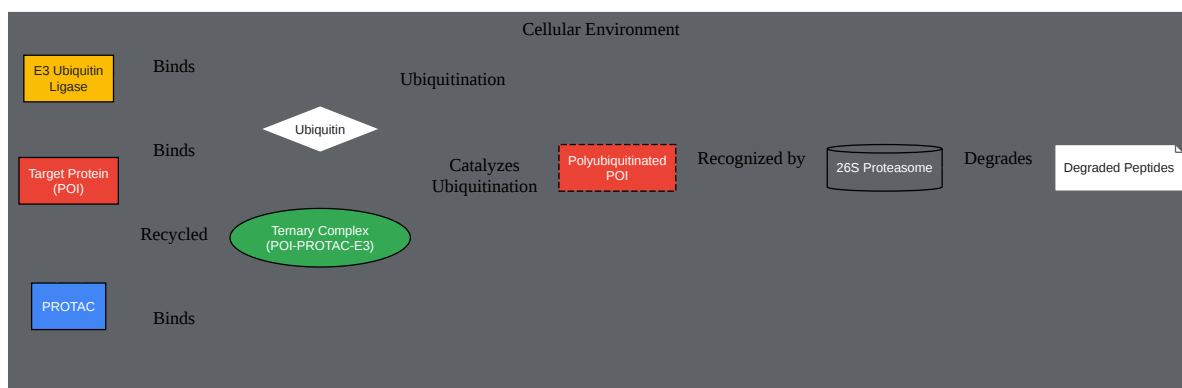 Cellular Environment
E3 Ubiquitin
Ligase
Binds
Ubiquitination
Ubiquitin
Binds
Target Protein
(POI)
Catalyzes
Ubiquitination
Polyubiquitinated
POI
Recognized by
26S Proteasome
Degrades
Degraded Peptides
Recycled
Ternary Complex
(POI-PROTAC-E3)
PROTAC
Binds